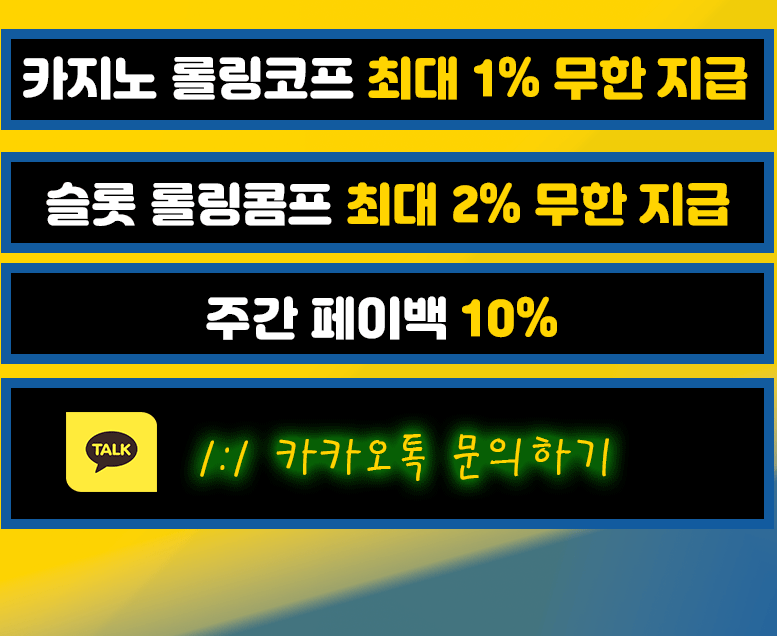 카지노 롤링코프 최대 1% 무한 지급
슬롯 롤링콤프 최대 2% 무한 지급
주간 페이백 10%
TALK
/:/ 카카오톡 문의하기